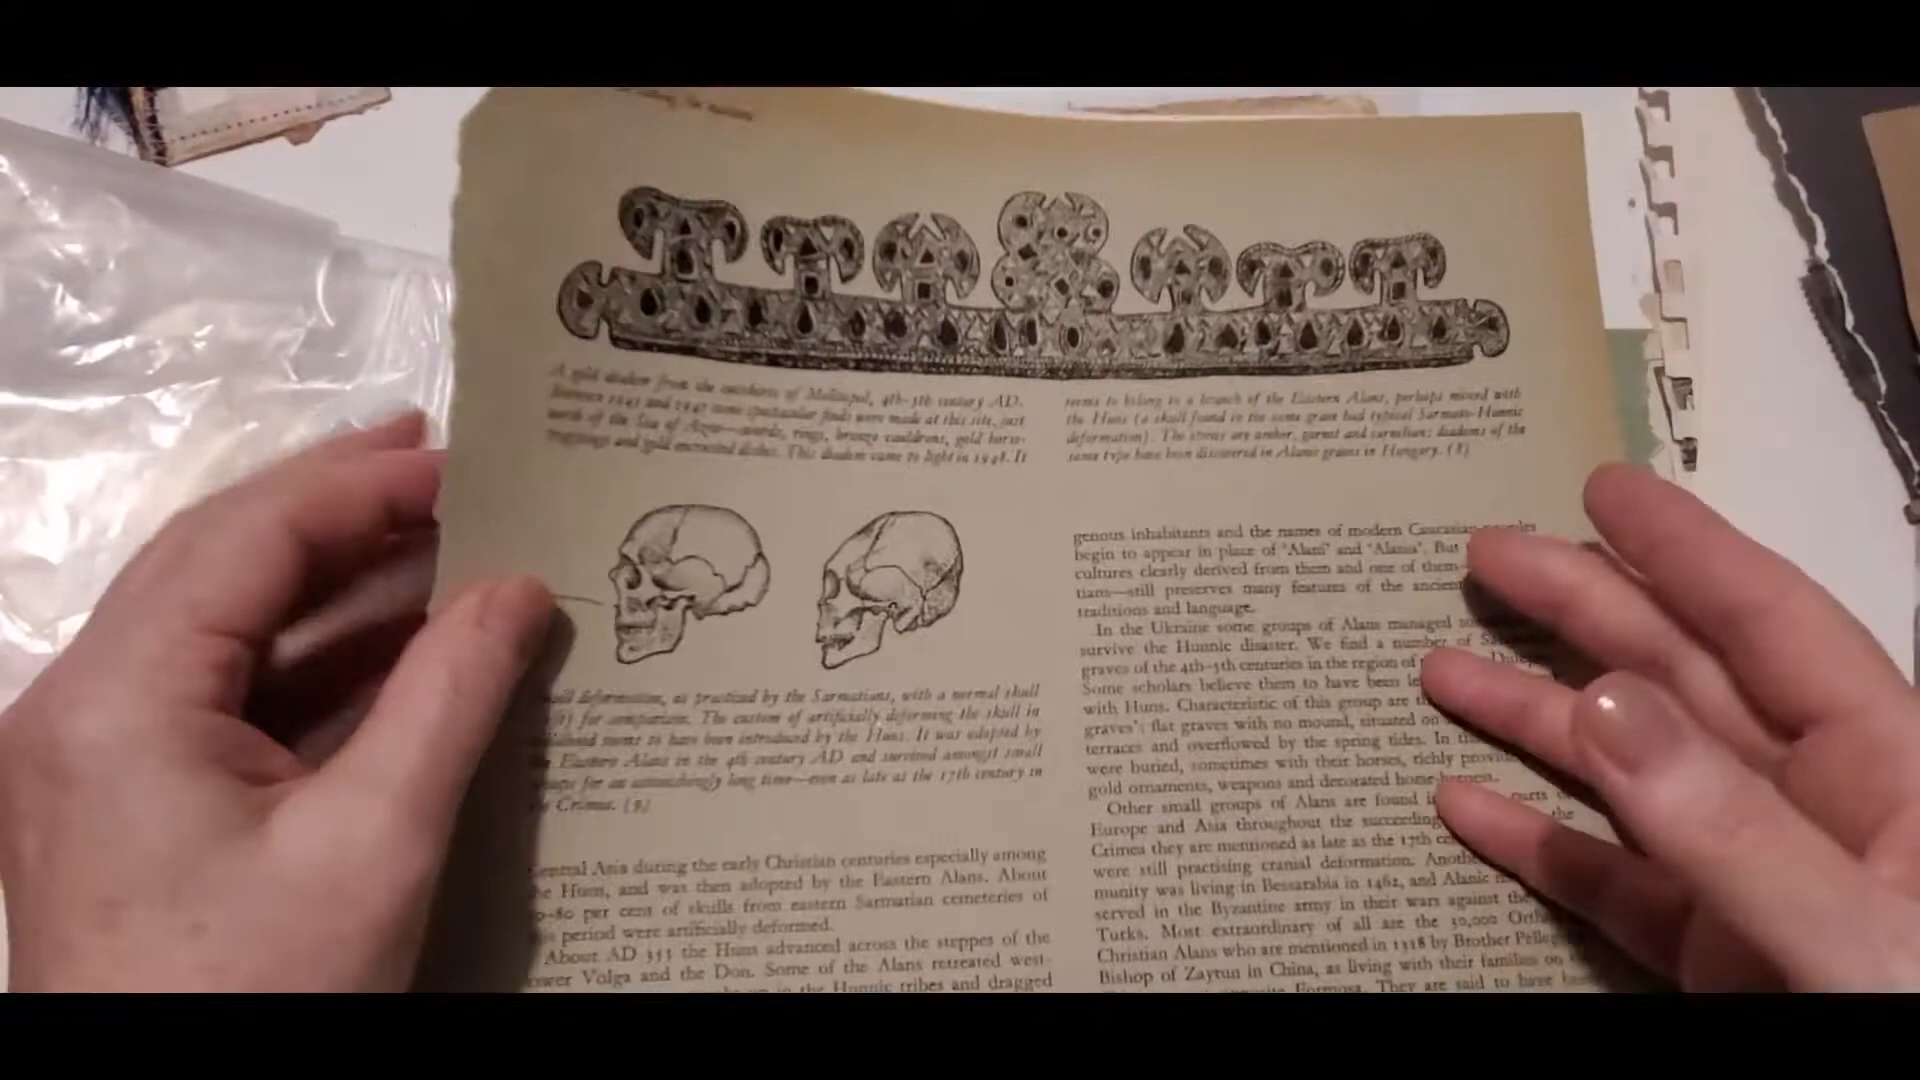 A gold diadem from the outskirts of Melitopol, 4th-5th century AD.
Between 1945 and 1947 some spectacular finds were made at this site, just
north of the Sea of Azov—swords, rings, bronze cauldrons, gold horse-
trappings and gold encrusted dishes. This diadem came to light in 1948. It
seems to belong to a branch of the Eastern Alans, perhaps mixed with
the Huns (a skull found in the same grave had typical Sarmato-Hunnic
deformation). The stones are amber, garnet and carnelian; diadems of the
same type have been discovered in Alanic graves in Hungary. (8)
deformation, as practised by the Sarmatians, with a normal skull
for comparison. The custom of artificially deforming the skull in
seems to have been introduced by the Huns. It was adopted by
Eastern Alans in the 4th century AD and survived amongst small
for an astonishingly long time—even as late as the 17th century in
Crimea. (9)
Central Asia during the early Christian centuries especially among
he Huns, and was then adopted by the Eastern Alans. About
0-80 per cent of skulls from eastern Sarmatian cemeteries of
period were artificially deformed.
About AD 355 the Huns advanced across the steppes of the
ower Volga and the Don. Some of the Alans retreated west-
the Hunnic tribes and dragged
genous inhabitants and the names of modern Caucasian peoples
begin to appear in place of 'Alani' and 'Alania'. But
cultures clearly derived from them and one of them—
tians—still preserves many features of the ancient
traditions and language.
In the Ukraine some groups of Alans managed
survive the Hunnic disaster. We find a number of
graves of the 4th-5th centuries in the region of
Some scholars believe them to have been
with Huns. Characteristic of this group are
graves': flat graves with no mound, situated on
terraces and overflowed by the spring tides. In
were buried, sometimes with their horses, richly
gold ornaments, weapons and decorated horse-harness.
Other small groups of Alans are found in parts
Europe and Asia throughout the succeeding the
Crimea they are mentioned as late as the 17th
were still practising cranial deformation.
munity was living in Bessarabia in 1462, and Alanic
served in the Byzantine army in their wars against the
Turks. Most extraordinary of all are the 30,000
Christian Alans who are mentioned in 1318 by Brother
Bishop of Zaytun in China, as living with their families on
Formosa. They are said to have